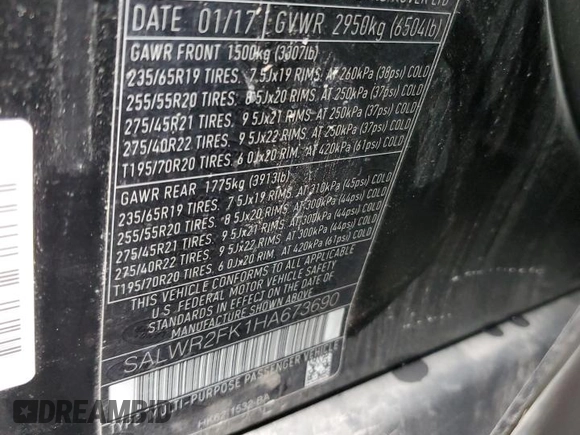 DATE 01/17 GVWR 2950kg (6504lb)
GAWR FRONT 1500kg (3307lb)
235/65R19 TIRES. 7.5Jx19 RIMS. AT 260kPa (38psi) COLD
255/55R20 TIRES. 8.5Jx20 RIMS. AT 250kPa (37psi) COLD
275/45R21 TIRES. 9.5Jx21 RIMS. AT 250kPa (37psi) COLD
275/40R22 TIRES. 9.5Jx22 RIMS. AT 250kPa (37psi) COLD
T195/70R20 TIRES. 6.0Jx20 RIM. AT 420kPa (61psi) COLD
GAWR REAR 1775kg (3913lb)
235/65R19 TIRES. 7.5Jx19 RIMS. AT 310kPa (45psi) COLD
255/55R20 TIRES. 8.5Jx20 RIMS. AT 300kPa (44psi) COLD
275/45R21 TIRES. 9.5Jx21 RIMS. AT 300kPa (44psi) COLD
275/40R22 TIRES. 9.5Jx22 RIMS. AT 300kPa (44psi) COLD
T195/70R20 TIRES. 6.0Jx20 RIM. AT 420kPa (61psi) COLD
THIS VEHICLE CONFORMS TO ALL APPLICABLE
U.S. FEDERAL MOTOR VEHICLE SAFETY
STANDARDS IN EFFECT ON THE DATE OF
MANUFACTURE SHOWN ABOVE.
SALWR2FK1HA673690
MULTI-PURPOSE PASSENGER VEHICLE
DREAMBID